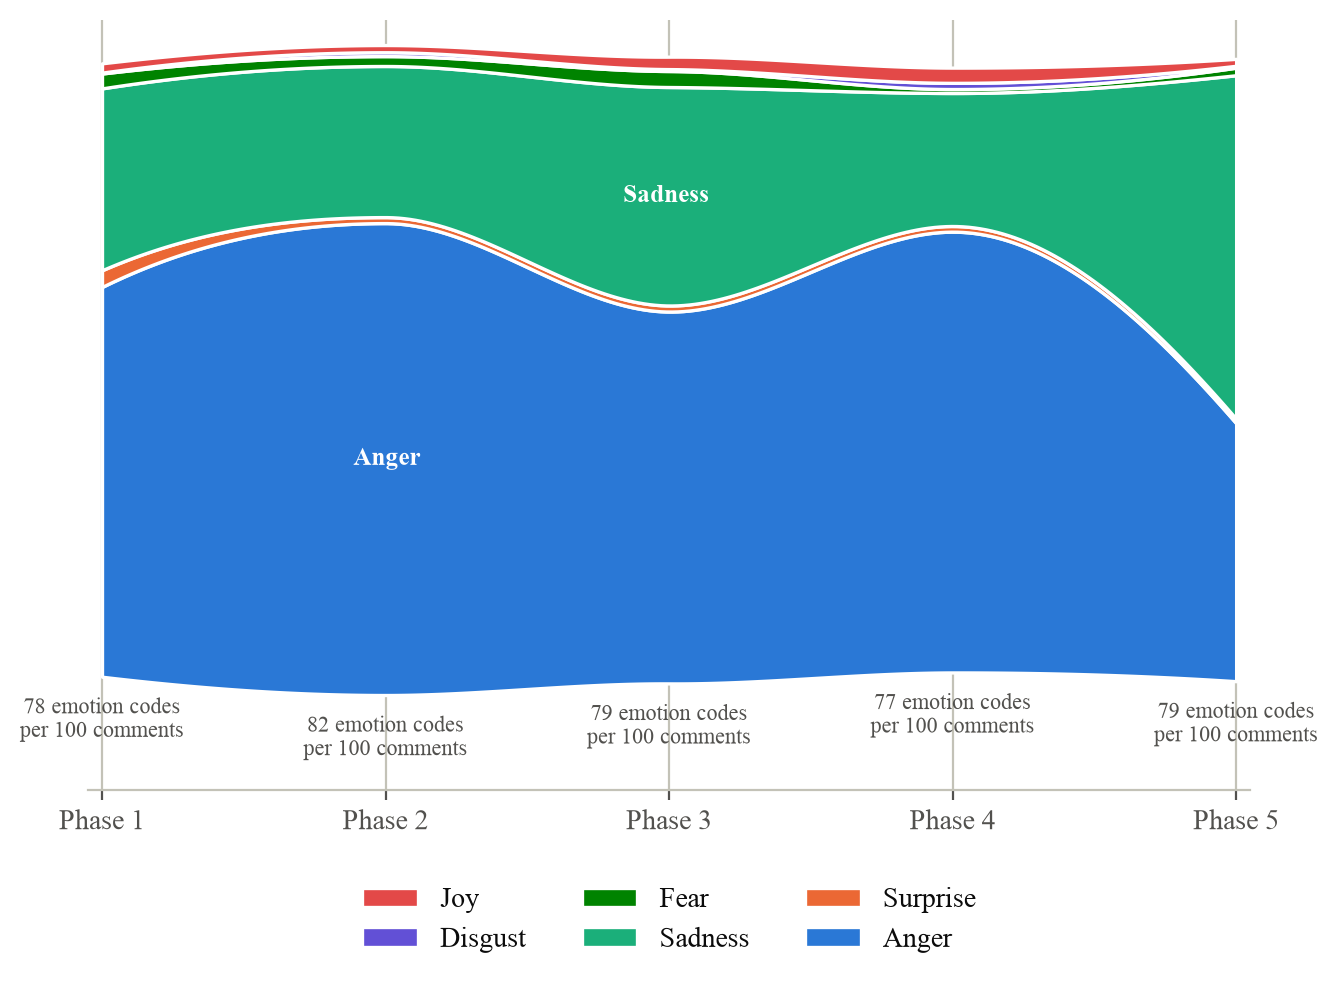 Sadness
Anger
78 emotion codes
per 100 comments
82 emotion codes
per 100 comments
79 emotion codes
per 100 comments
77 emotion codes
per 100 comments
79 emotion codes
per 100 comments
Phase 1
Phase 2
Phase 3
Phase 4
Phase 5
Joy
Fear
Surprise
Disgust
Sadness
Anger